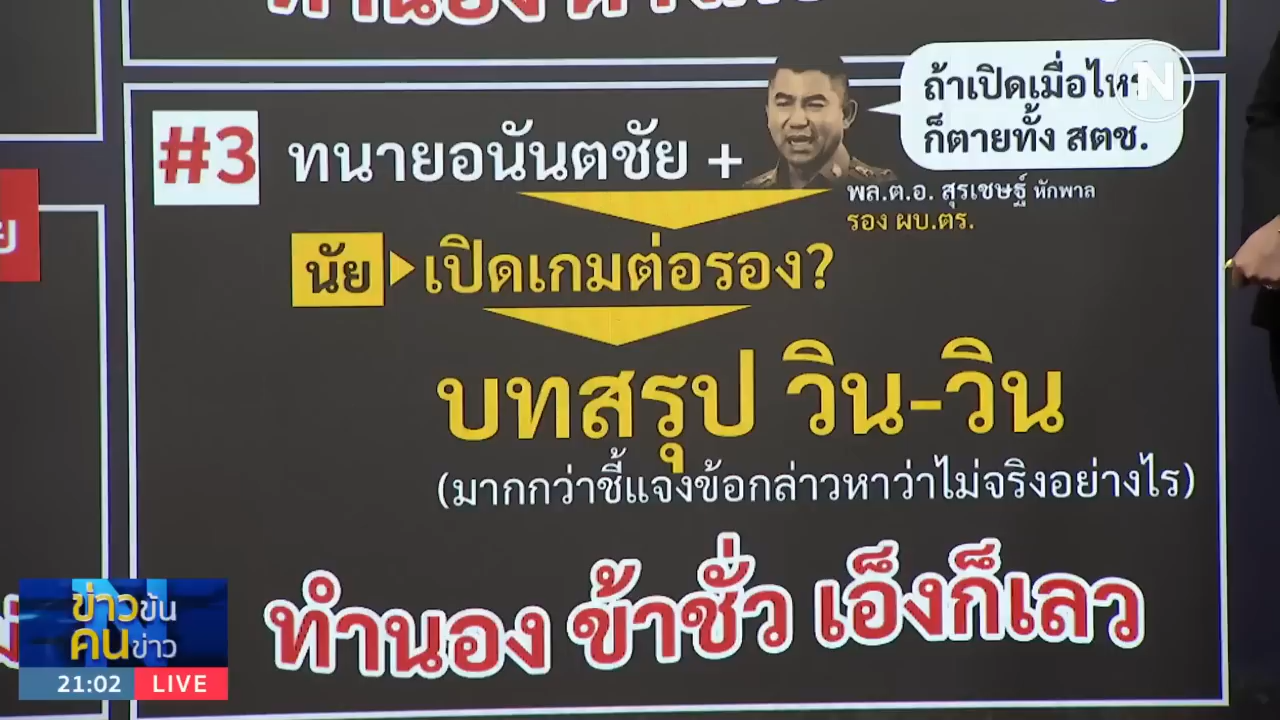 #3 ทนายอนันตชัย +
ถ้าเปิดเมื่อไหร่
ก็ตายทั้ง สตช.
พล.ต.อ. สุรเชษฐ์ หักพาล
รอง ผบ.ตร.
นัย เปิดเกมต่อรอง?
บทสรุป วิน-วิน
(มากกว่าชี้แจงข้อกล่าวหาว่าไม่จริงอย่างไร)
ทำนอง ข้าชั่ว เอ็งก็เลว
ข่าวข้น
คนข่าว
21:02 LIVE
N